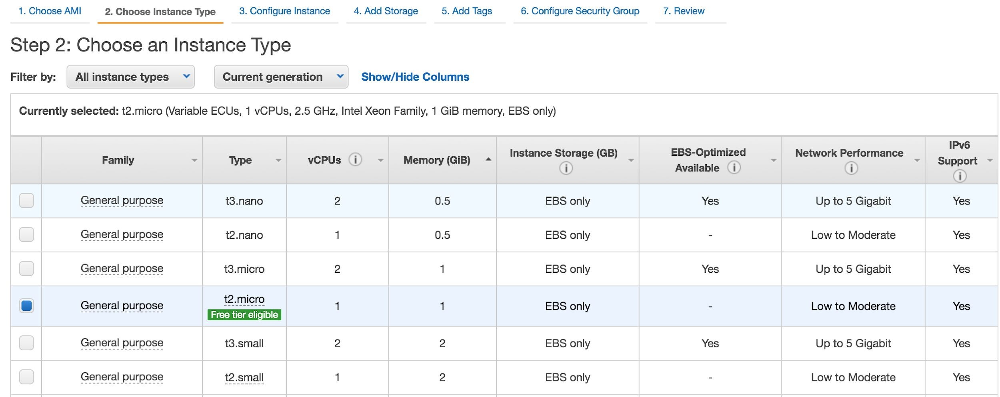 1. Choose AMI 2. Choose Instance Type 3. Configure Instance 4. Add Storage 5. Add Tags 6. Configure Security Group 7. Review
Step 2: Choose an Instance Type
Filter by: All instance types Current generation Show/Hide Columns
Currently selected: t2.micro (Variable ECUs, 1 vCPUs, 2.5 GHz, Intel Xeon Family, 1 GiB memory, EBS only)
Family Type vCPUs i Memory (GiB) Instance Storage (GB) i EBS-Optimized Available i Network Performance i IPv6 Support i
General purpose t3.nano 2 0.5 EBS only Yes Up to 5 Gigabit Yes
General purpose t2.nano 1 0.5 EBS only - Low to Moderate Yes
General purpose t3.micro 2 1 EBS only Yes Up to 5 Gigabit Yes
General purpose t2.micro 1 1 EBS only - Low to Moderate Yes
Free tier eligible
General purpose t3.small 2 2 EBS only Yes Up to 5 Gigabit Yes
General purpose t2.small 1 2 EBS only - Low to Moderate Yes